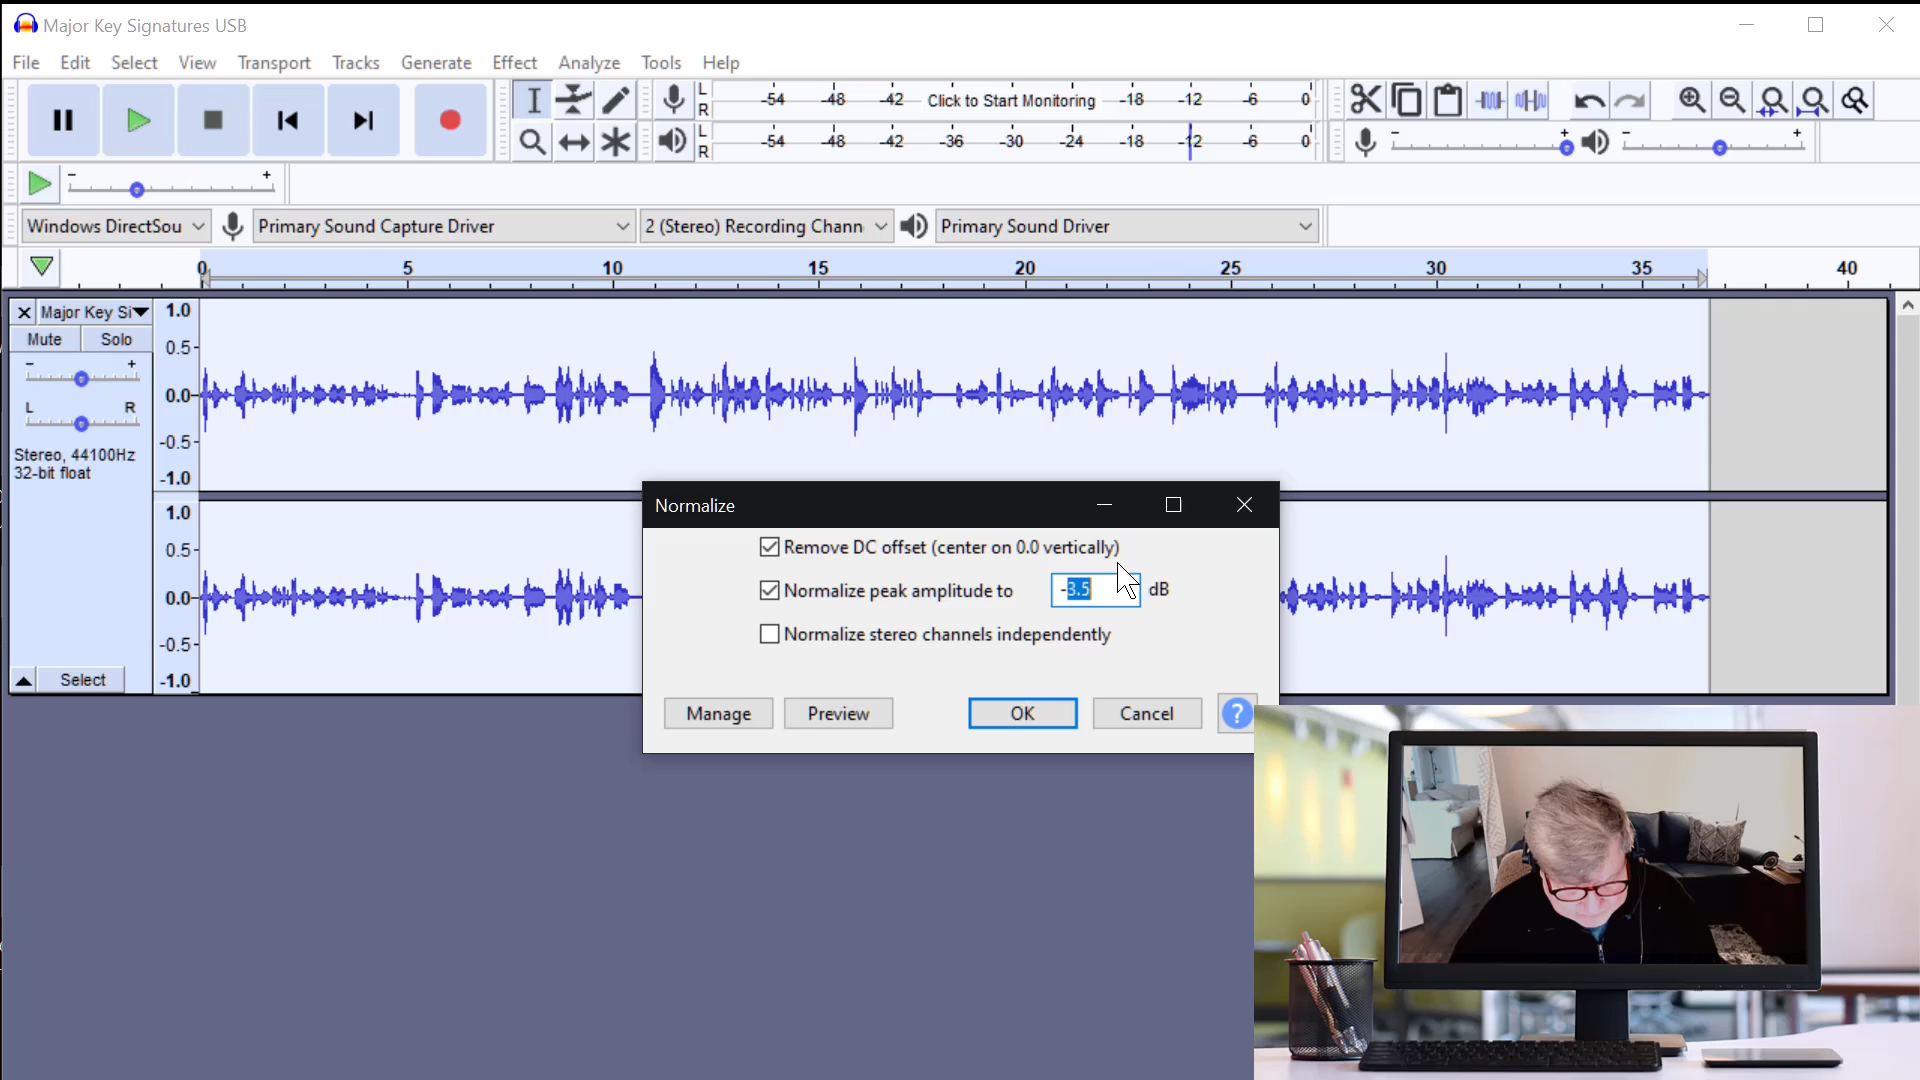 Major Key Signatures USB
File Edit Select View Transport Tracks Generate Effect Analyze Tools Help
L
R
-54 -48 -42 Click to Start Monitoring -18 -12 -6 0
L
R
-54 -48 -42 -36 -30 -24 -18 -12 -6 0
- + - +
- +
Windows DirectSou Primary Sound Capture Driver 2 (Stereo) Recording Chann Primary Sound Driver
0 5 10 15 20 25 30 35 40
Major Key Si
Mute Solo
- +
L R
Stereo, 44100Hz
32-bit float
Select
1.0
0.5
0.0
-0.5
-1.0
1.0
0.5
0.0
-0.5
-1.0
Normalize
Remove DC offset (center on 0.0 vertically)
Normalize peak amplitude to -3.5 dB
Normalize stereo channels independently
Manage Preview OK Cancel ?